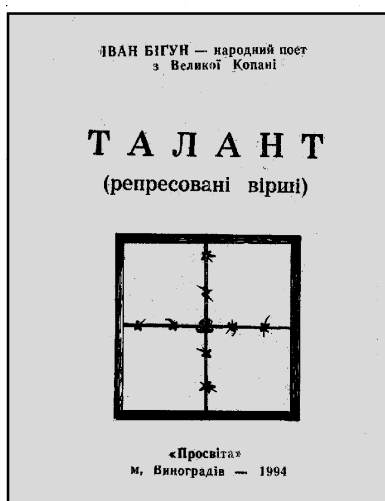 ІВАН БІГУН — народний поет
з Великої Копані
ТАЛАНТ
(репресовані вірші)
«Просвіта»
м. Виноградів — 1994